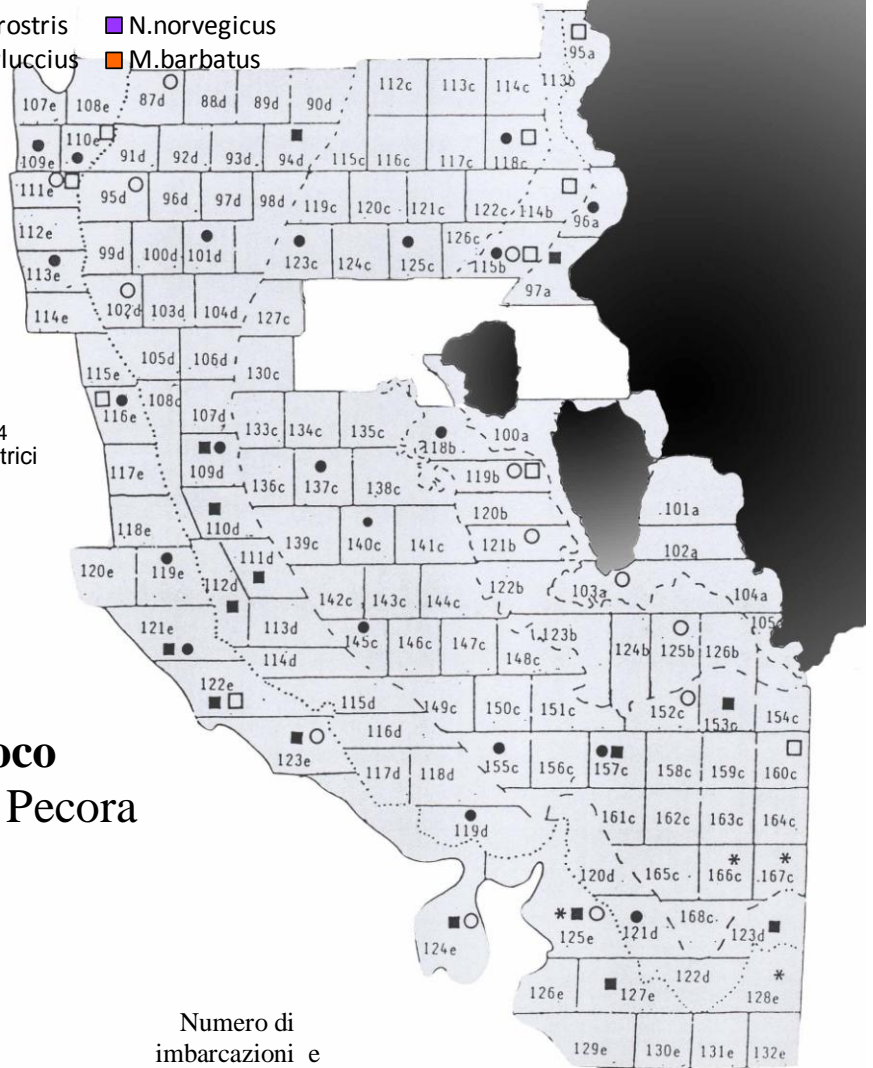 rostris N.norvegicus
luccius M.barbatus
95a
107e 108e 87d 88d 89d 90d 112c 113c 114c 113b
109e 110e 91d 92d 93d 94d 115c 116c 117c 118c
111e 95d 96d 97d 98d 119c 120c 121c 122c 114b 96a
112e 99d 100d 101d 123c 124c 125c 126c 115b 97a
113e
114e 102d 103d 104d 127c
115e 105d 106d 130c
116e 107d 133c 134c 135c 118b 100a
4
trici
117e 109d 136c 137c 138c 119b
118e 110d 139c 140c 141c 120b 121b 101a 102a
120e 119e 111d 112d 142c 143c 144c 122b 103a 104a
121e 113d 145c 146c 147c 148c 123b 124b 125b 126b
122e 114d 115d 149c 150c 151c 152c 153c 154c
oco
Pecora
123e 116d 117d 118d 155c 156c 157c 158c 159c 160c
119d 161c 162c 163c 164c
120d 165c 166c 167c
124e 125e 121d 168c 123d
126e 127e 122d 128e
129e 130e 131e 132e
Numero di
imbarcazioni e